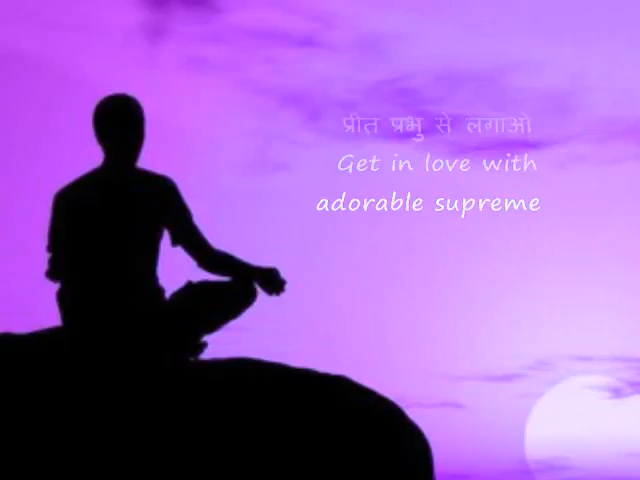 प्रीत प्रभु से लगाओ
Get in love with
adorable supreme